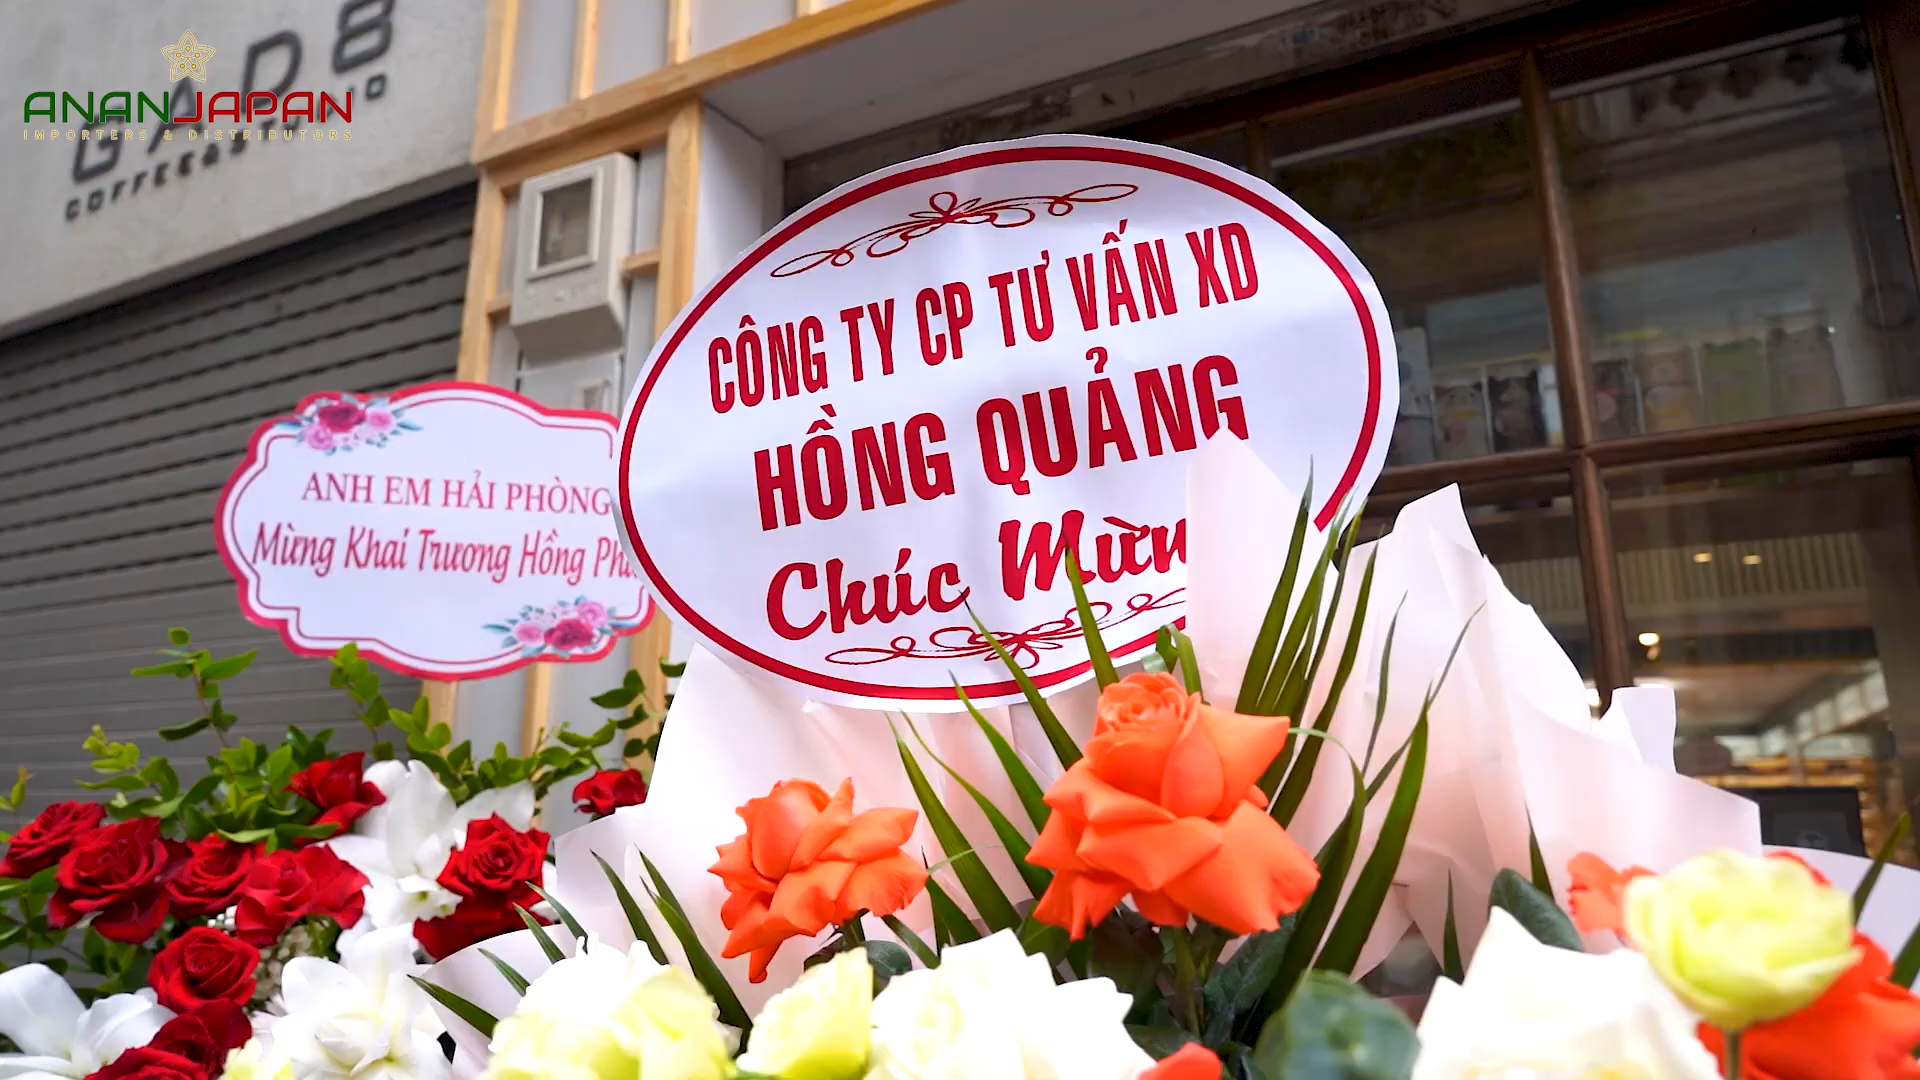 ANANJAPAN
IMPORTERS & DISTRIBUTORS
CÔNG TY CP TƯ VẤN XD
HỒNG QUẢNG
Chúc Mừn
ANH EM HẢI PHÒNG
Mừng Khai Trương Hồng